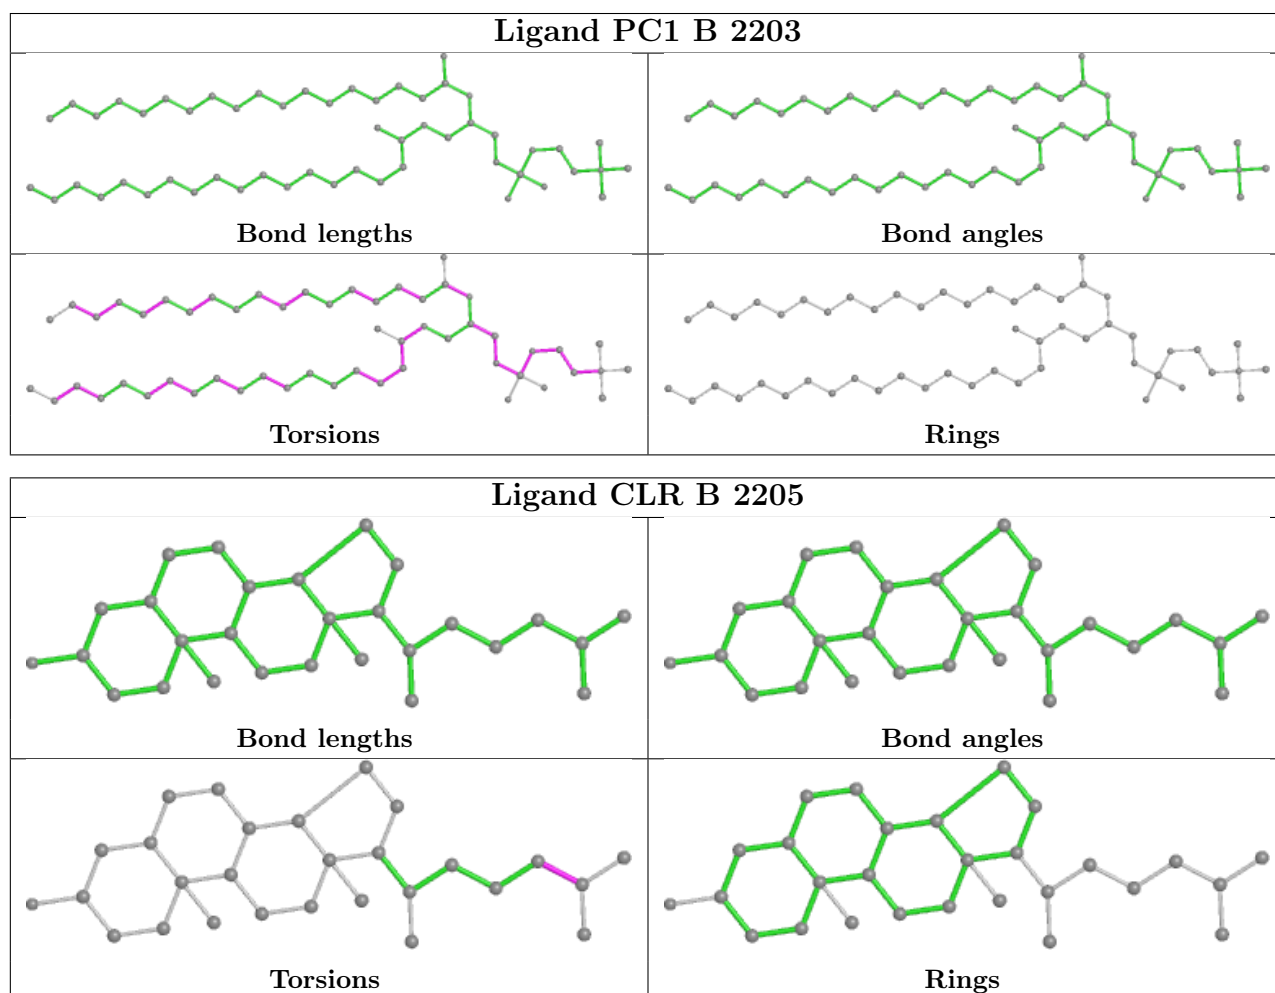 Ligand PC1 B 2203
Bond lengths
Bond angles
Torsions
Rings
Ligand CLR B 2205
Bond lengths
Bond angles
Torsions
Rings